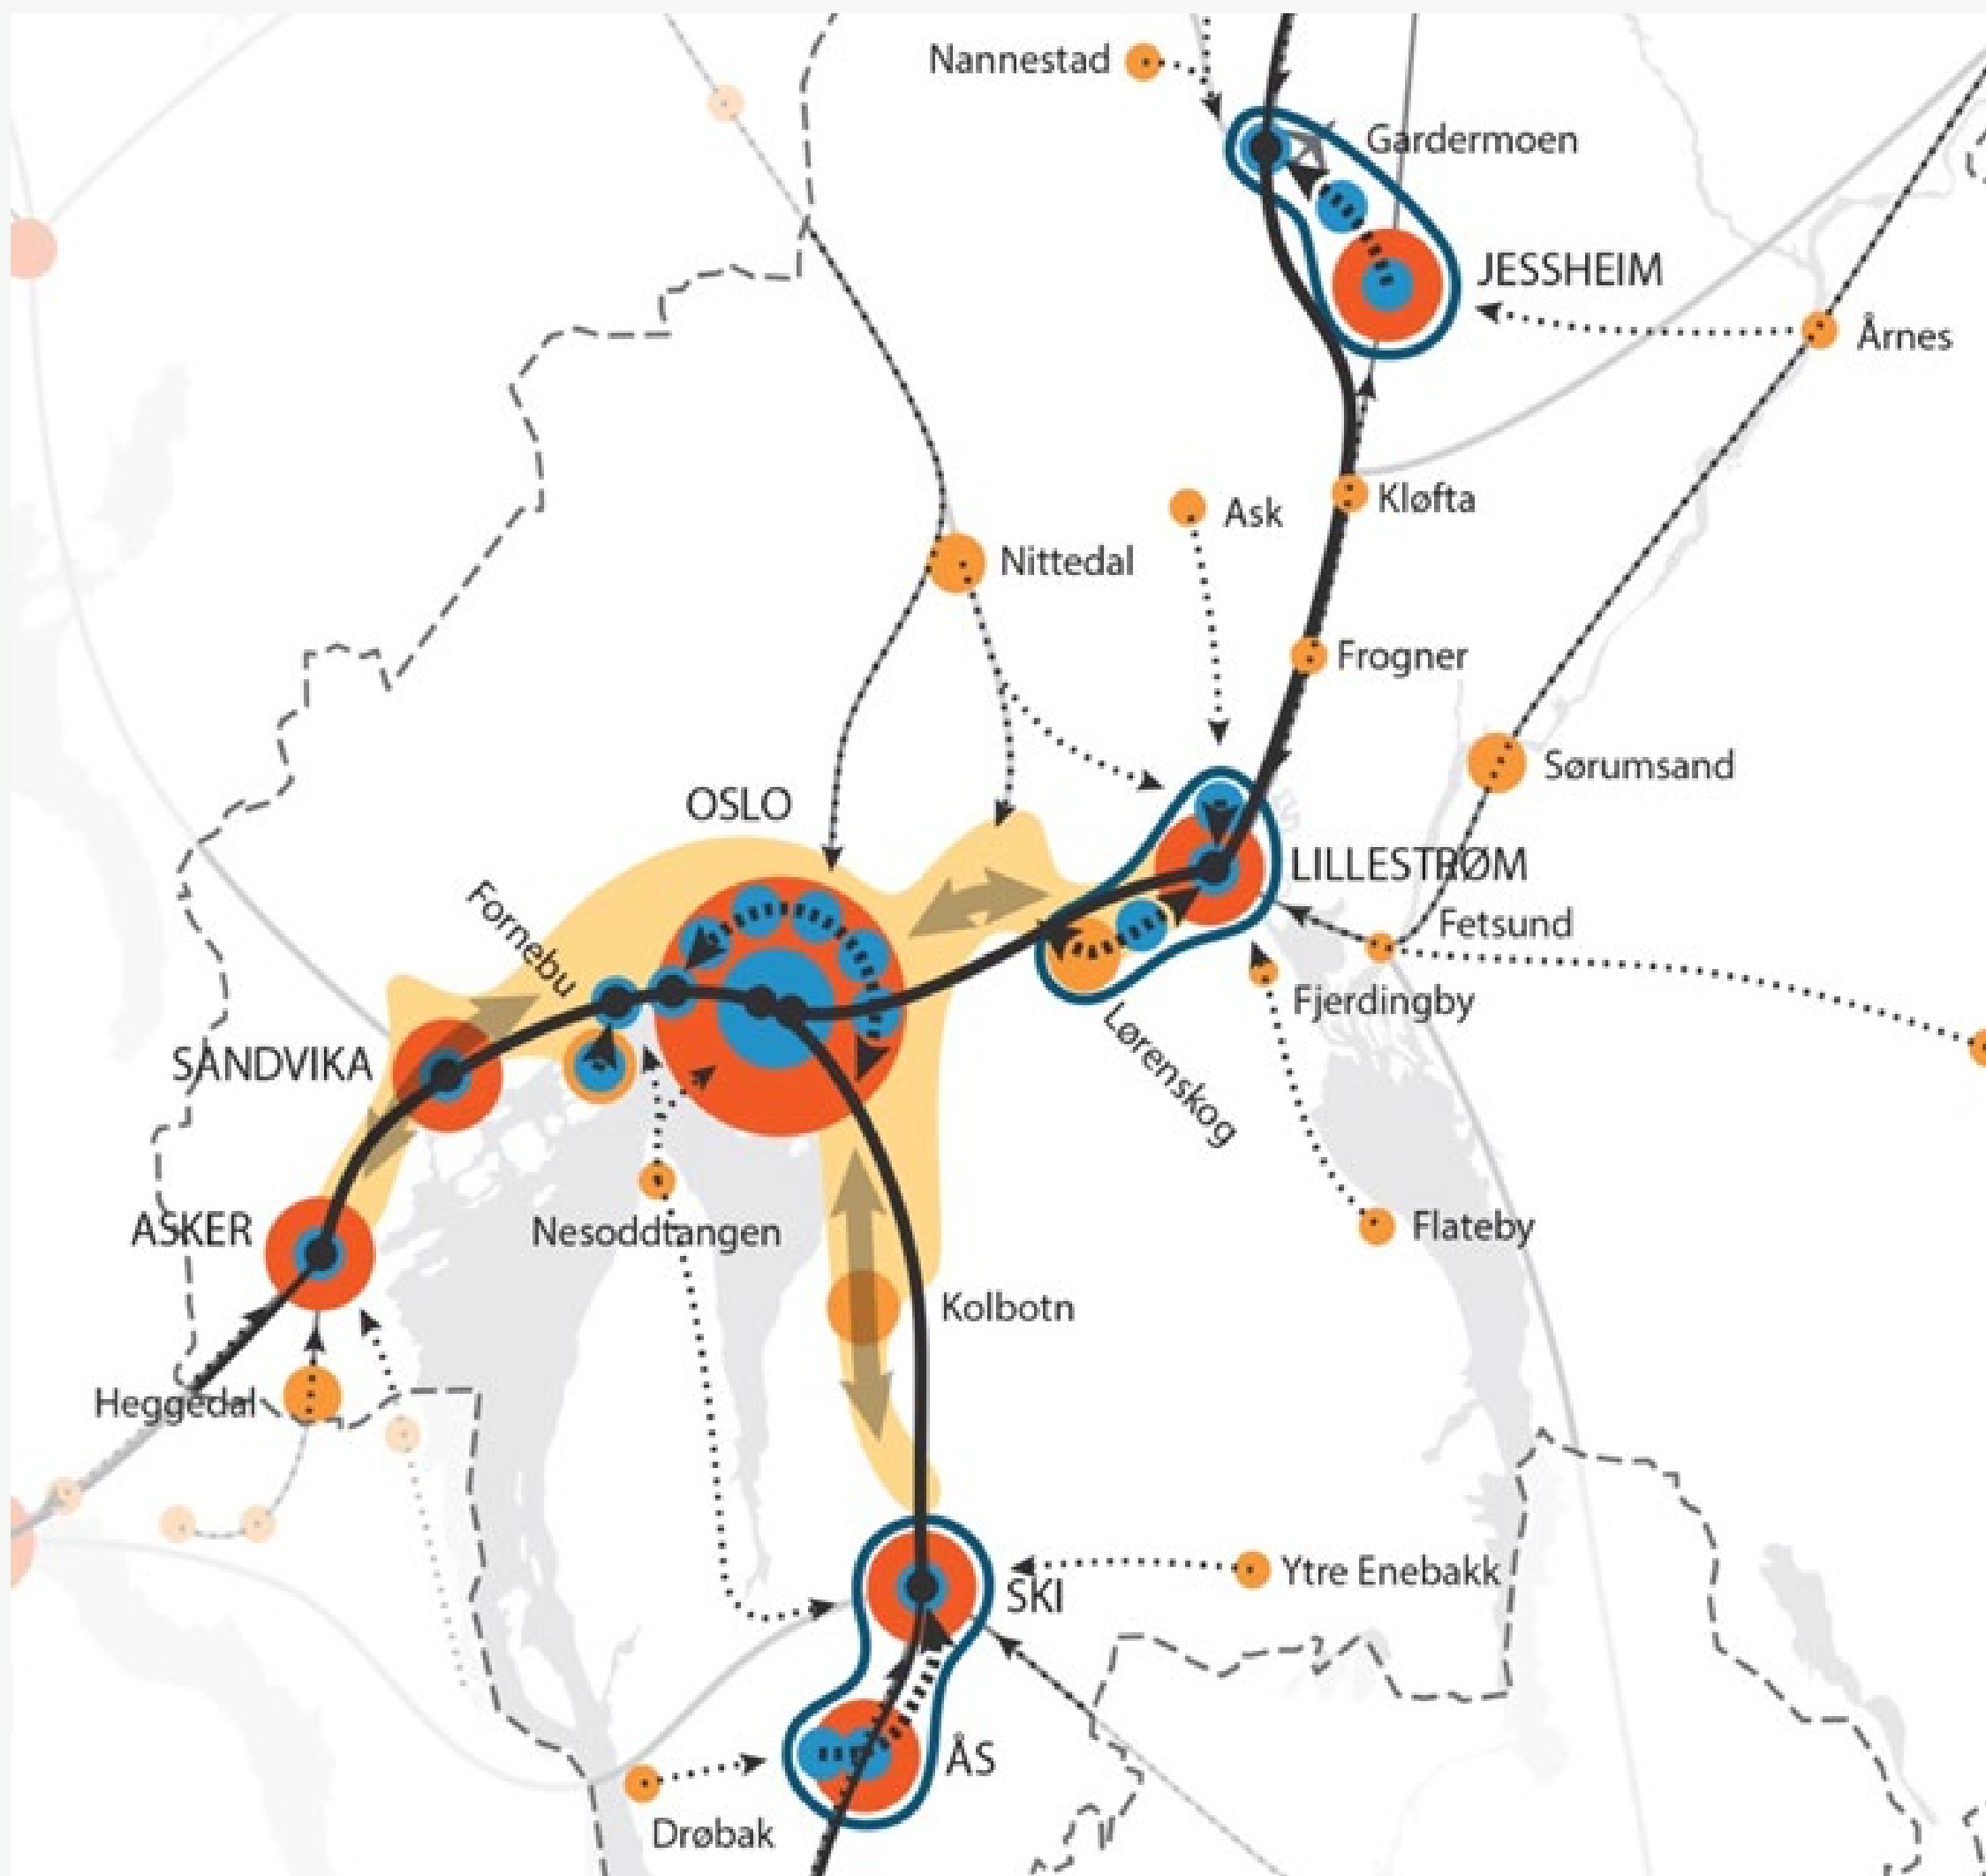 Nannestad
Gardermoen
JESSHEIM
Årnes
Kløfta
Ask
Nittedal
Frogner
Sørumsand
OSLO
LILLESTRØM
Fornebu
Fetsund
Fjerdingby
SANDVIKA
Lørenskog
ASKER
Nesoddtangen
Flateby
Kolbotn
Heggedal
Ytre Enebakk
SKI
ÅS
Drøbak